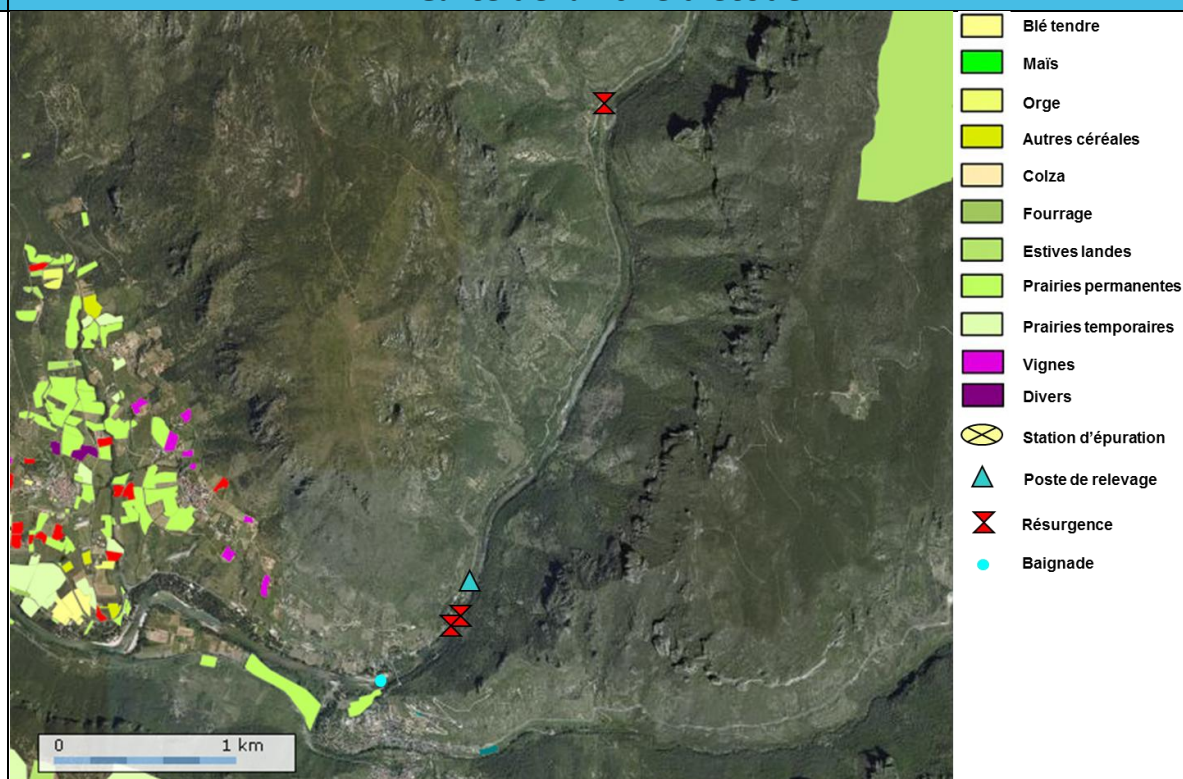 Blé tendre
Maïs
Orge
Autres céréales
Colza
Fourrage
Estives landes
Prairies permanentes
Prairies temporaires
Vignes
Divers
Station d'épuration
Poste de relevage
Résurgence
Baignade
0 1 km